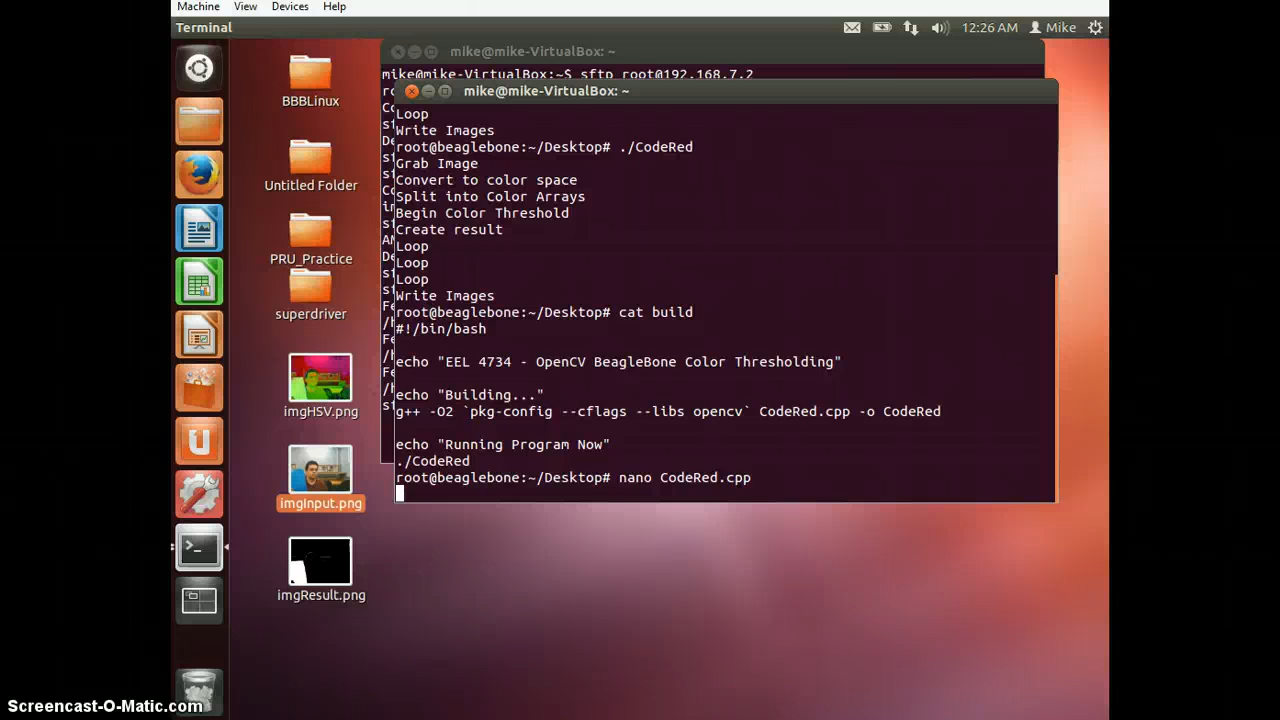 Machine View Devices Help
Terminal 12:26 AM Mike
mike@mike-VirtualBox: ~
mike@mike-VirtualBox:~$ sftp root@192.168.7.2
mike@mike-VirtualBox: ~
Loop
Write Images
root@beaglebone:~/Desktop# ./CodeRed
Grab Image
Convert to color space
Split into Color Arrays
Begin Color Threshold
Create result
Loop
Loop
Loop
Write Images
root@beaglebone:~/Desktop# cat build
#!/bin/bash
echo "EEL 4734 - OpenCV BeagleBone Color Thresholding"
echo "Building..."
g++ -O2 `pkg-config --cflags --libs opencv` CodeRed.cpp -o CodeRed
echo "Running Program Now"
./CodeRed
root@beaglebone:~/Desktop# nano CodeRed.cpp
BBBLinux
Untitled Folder
PRU_Practice
superdriver
imgHSV.png
imgInput.png
imgResult.png
Screencast-O-Matic.com